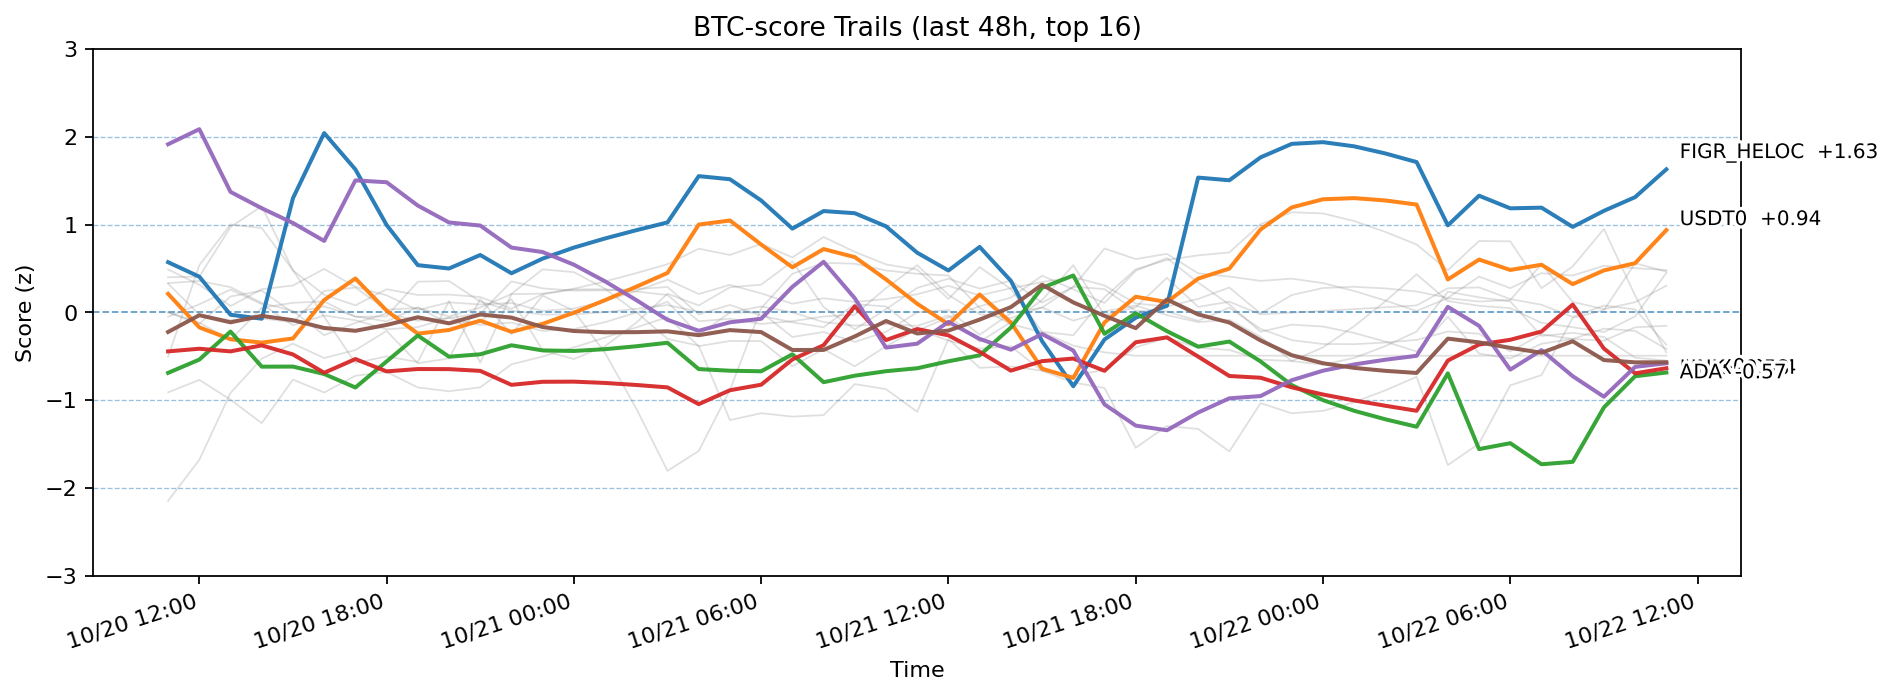 BTC-score Trails (last 48h, top 16)
Score (z)
3
2
1
0
−1
−2
−3
FIGR_HELOC +1.63
USDT0 +0.94
ADA -0.57
10/20 12:00
10/20 18:00
10/21 00:00
10/21 06:00
10/21 12:00
10/21 18:00
10/22 00:00
10/22 06:00
10/22 12:00
Time